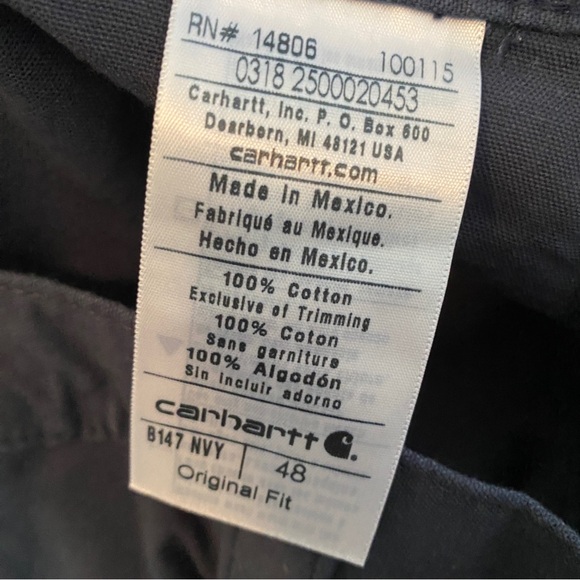 RN# 14806 100115
0318 2500020453
Carhartt, Inc. P. O. Box 600
Dearborn, MI 48121 USA
carhartt.com
Made in Mexico.
Fabriqué au Mexique.
Hecho en Mexico.
100% Cotton
Exclusive of Trimming
100% Coton
Sans garniture
100% Algodón
Sin incluir adorno
carhartt
B147 NVY | 48
Original Fit